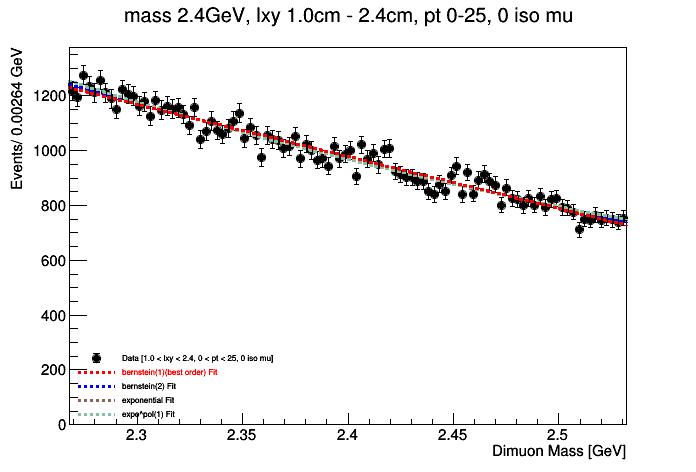 mass 2.4GeV, lxy 1.0cm - 2.4cm, pt 0-25, 0 iso mu
Events/ 0.00264 GeV
1200
1000
800
600
400
200
0
Data [1.0 < lxy < 2.4, 0 < pt < 25, 0 iso mu]
bernstein(1)(best order) Fit
bernstein(2) Fit
exponential Fit
expo*pol(1) Fit
2.3 2.35 2.4 2.45 2.5
Dimuon Mass [GeV]